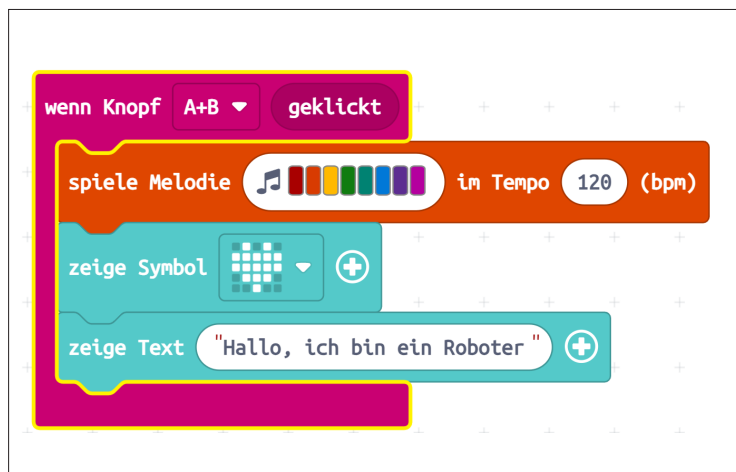 wenn Knopf A+B geklickt
spiele Melodie im Tempo 120 (bpm)
zeige Symbol
zeige Text "Hallo, ich bin ein Roboter "